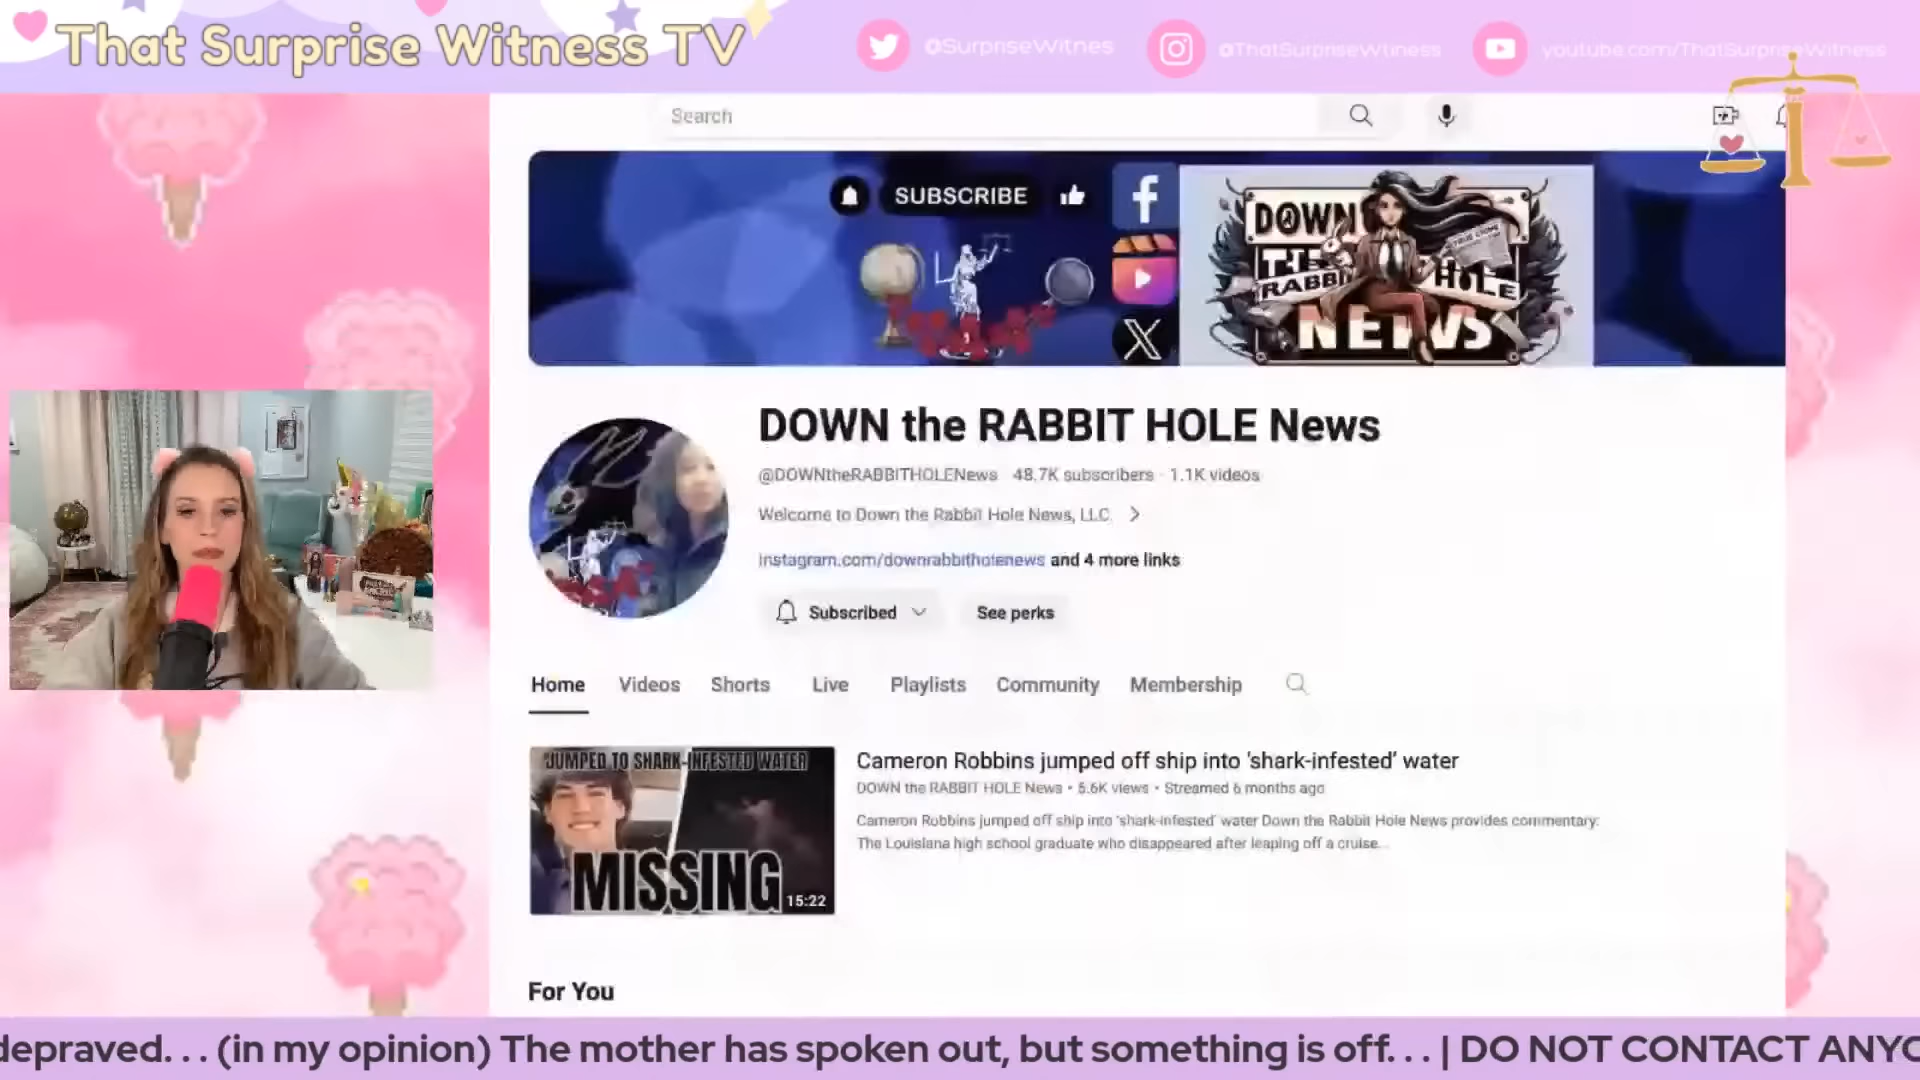 That Surprise Witness TV
@SurpriseWitnes
@ThatSurpriseWtiness
youtube.com/ThatSurpriseWitness
Search
SUBSCRIBE
DOWN
THE
RABBI HOLE
NEWS
TRUE CRIME
DOWN the RABBIT HOLE News
@DOWNtheRABBITHOLENews 48.7K subscribers · 1.1K videos
Welcome to Down the Rabbit Hole News, LLC.
instagram.com/downrabbitholenews and 4 more links
Subscribed
See perks
Home Videos Shorts Live Playlists Community Membership
JUMPED TO SHARK-INFESTED WATER
MISSING
15:22
Cameron Robbins jumped off ship into 'shark-infested' water
DOWN the RABBIT HOLE News • 5.6K views • Streamed 6 months ago
Cameron Robbins jumped off ship into 'shark-infested' water Down the Rabbit Hole News provides commentary:
The Louisiana high school graduate who disappeared after leaping off a cruise...
For You
depraved. . . (in my opinion) The mother has spoken out, but something is off. . . | DO NOT CONTACT ANYO